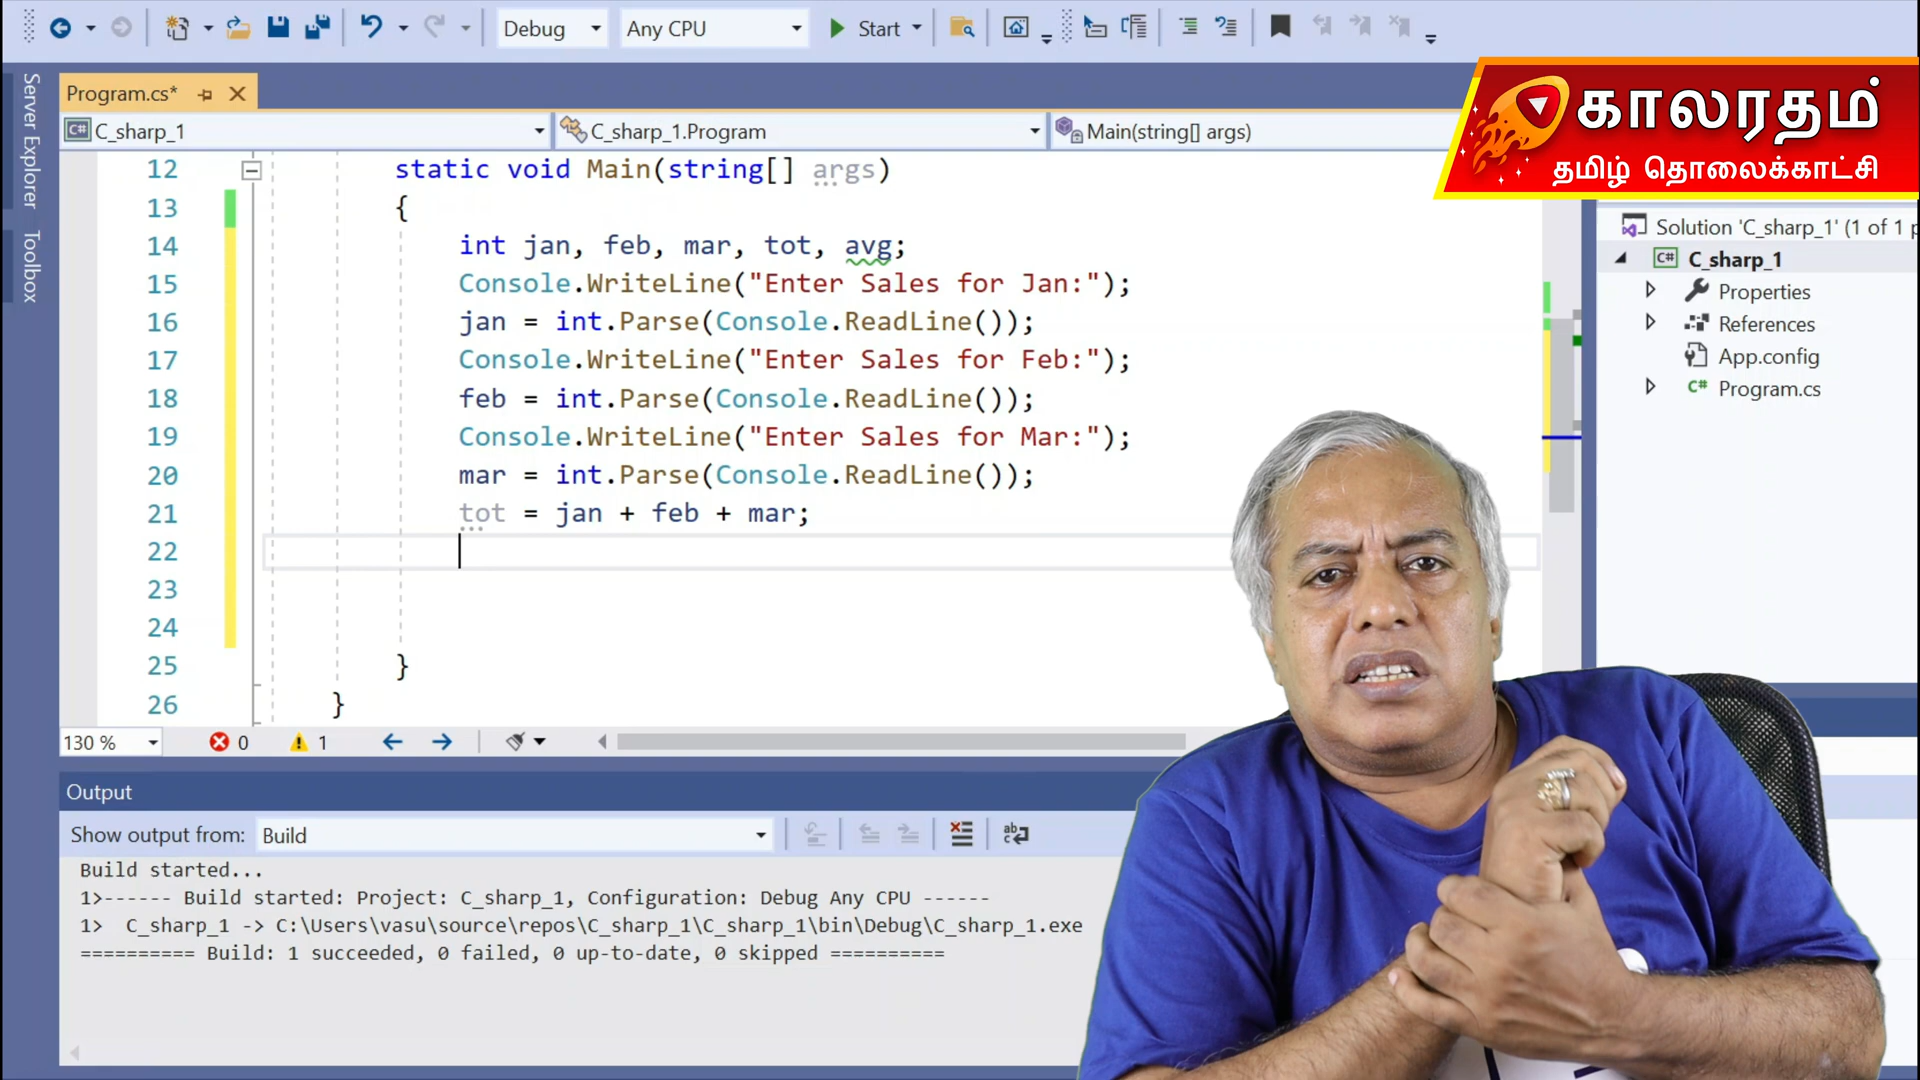 Debug
Any CPU
Start
Server Explorer
Toolbox
Program.cs*
C# C_sharp_1
C_sharp_1.Program
Main(string[] args)
காலரதம்
தமிழ் தொலைக்காட்சி
12 static void Main(string[] args)
13 {
14 int jan, feb, mar, tot, avg;
15 Console.WriteLine("Enter Sales for Jan:");
16 jan = int.Parse(Console.ReadLine());
17 Console.WriteLine("Enter Sales for Feb:");
18 feb = int.Parse(Console.ReadLine());
19 Console.WriteLine("Enter Sales for Mar:");
20 mar = int.Parse(Console.ReadLine());
21 tot = jan + feb + mar;
22
23
24
25 }
26 }
Solution 'C_sharp_1' (1 of 1 p
C# C_sharp_1
Properties
References
App.config
C# Program.cs
130 %
0
1
Output
Show output from: Build
Build started...
1>------ Build started: Project: C_sharp_1, Configuration: Debug Any CPU ------
1> C_sharp_1 -> C:\Users\vasu\source\repos\C_sharp_1\C_sharp_1\bin\Debug\C_sharp_1.exe
========== Build: 1 succeeded, 0 failed, 0 up-to-date, 0 skipped ==========